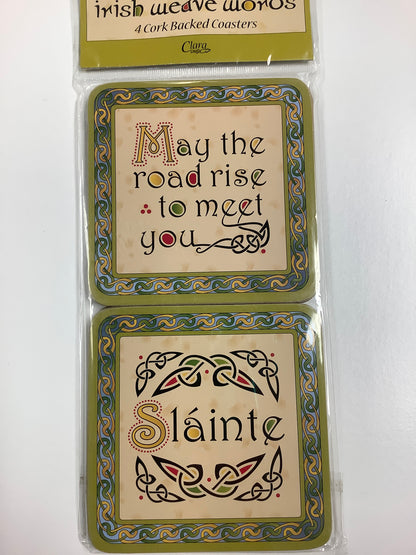 irish weave words
4 Cork Backed Coasters
Clara
May the
road rise
to meet
you
Sláinte